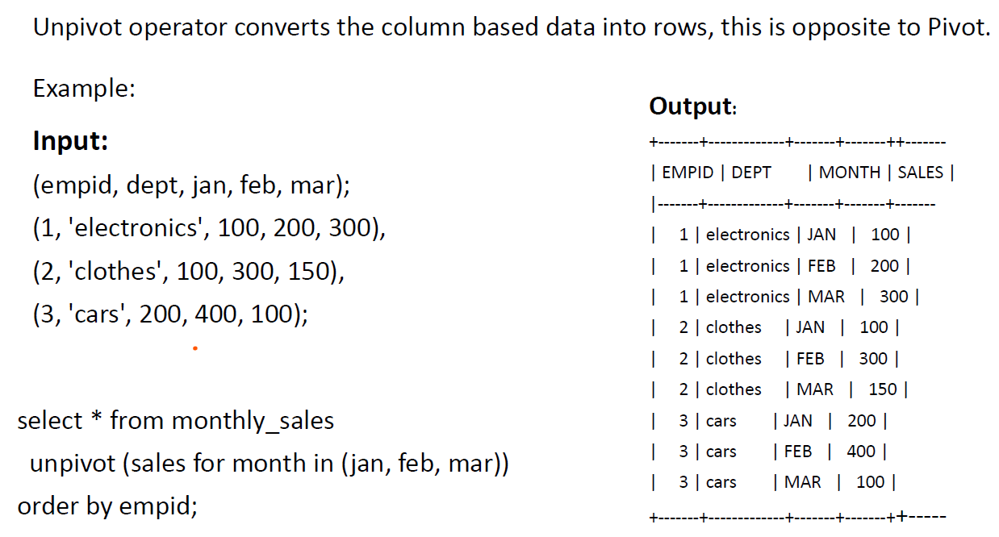 Unpivot operator converts the column based data into rows, this is opposite to Pivot.
Example:
Input:
(empid, dept, jan, feb, mar);
(1, 'electronics', 100, 200, 300),
(2, 'clothes', 100, 300, 150),
(3, 'cars', 200, 400, 100);
select * from monthly_sales
unpivot (sales for month in (jan, feb, mar))
order by empid;
Output:
+-------+-------------+-------+-------++-------
| EMPID | DEPT | MONTH | SALES |
|-------+-------------+-------+-------+-------
| 1 | electronics | JAN | 100 |
| 1 | electronics | FEB | 200 |
| 1 | electronics | MAR | 300 |
| 2 | clothes | JAN | 100 |
| 2 | clothes | FEB | 300 |
| 2 | clothes | MAR | 150 |
| 3 | cars | JAN | 200 |
| 3 | cars | FEB | 400 |
| 3 | cars | MAR | 100 |
+-------+-------------+-------+-------++-----